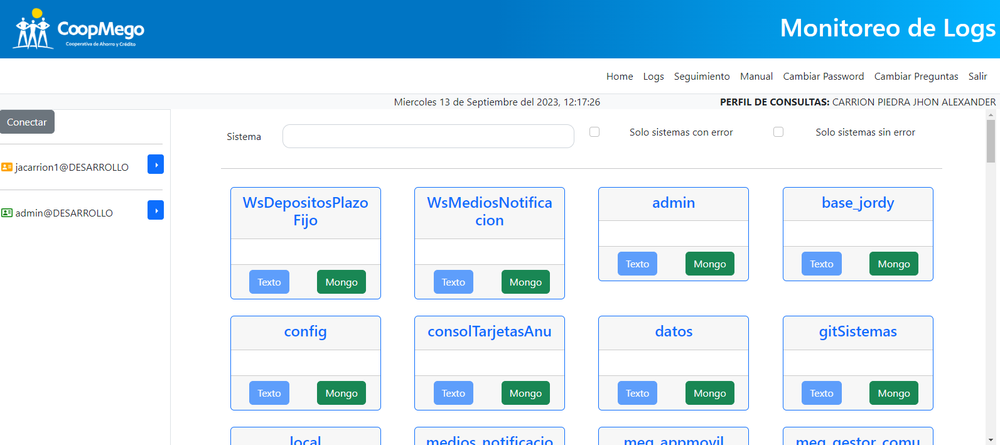 CoopMego
Cooperativa de Ahorro y Crédito
Monitoreo de Logs
Home Logs Seguimiento Manual Cambiar Password Cambiar Preguntas Salir
Miercoles 13 de Septiembre del 2023, 12:17:26
PERFIL DE CONSULTAS: CARRION PIEDRA JHON ALEXANDER
Conectar
jacarrion1@DESARROLLO
admin@DESARROLLO
Sistema
Solo sistemas con error
Solo sistemas sin error
WsDepositosPlazo
Fijo
Texto Mongo
WsMediosNotifica
cion
Texto Mongo
admin
Texto Mongo
base_jordy
Texto Mongo
config
Texto Mongo
consolTarjetasAnu
Texto Mongo
datos
Texto Mongo
gitSistemas
Texto Mongo
local
medios_notificacio
meg_appmovil
meg_gestor_comu